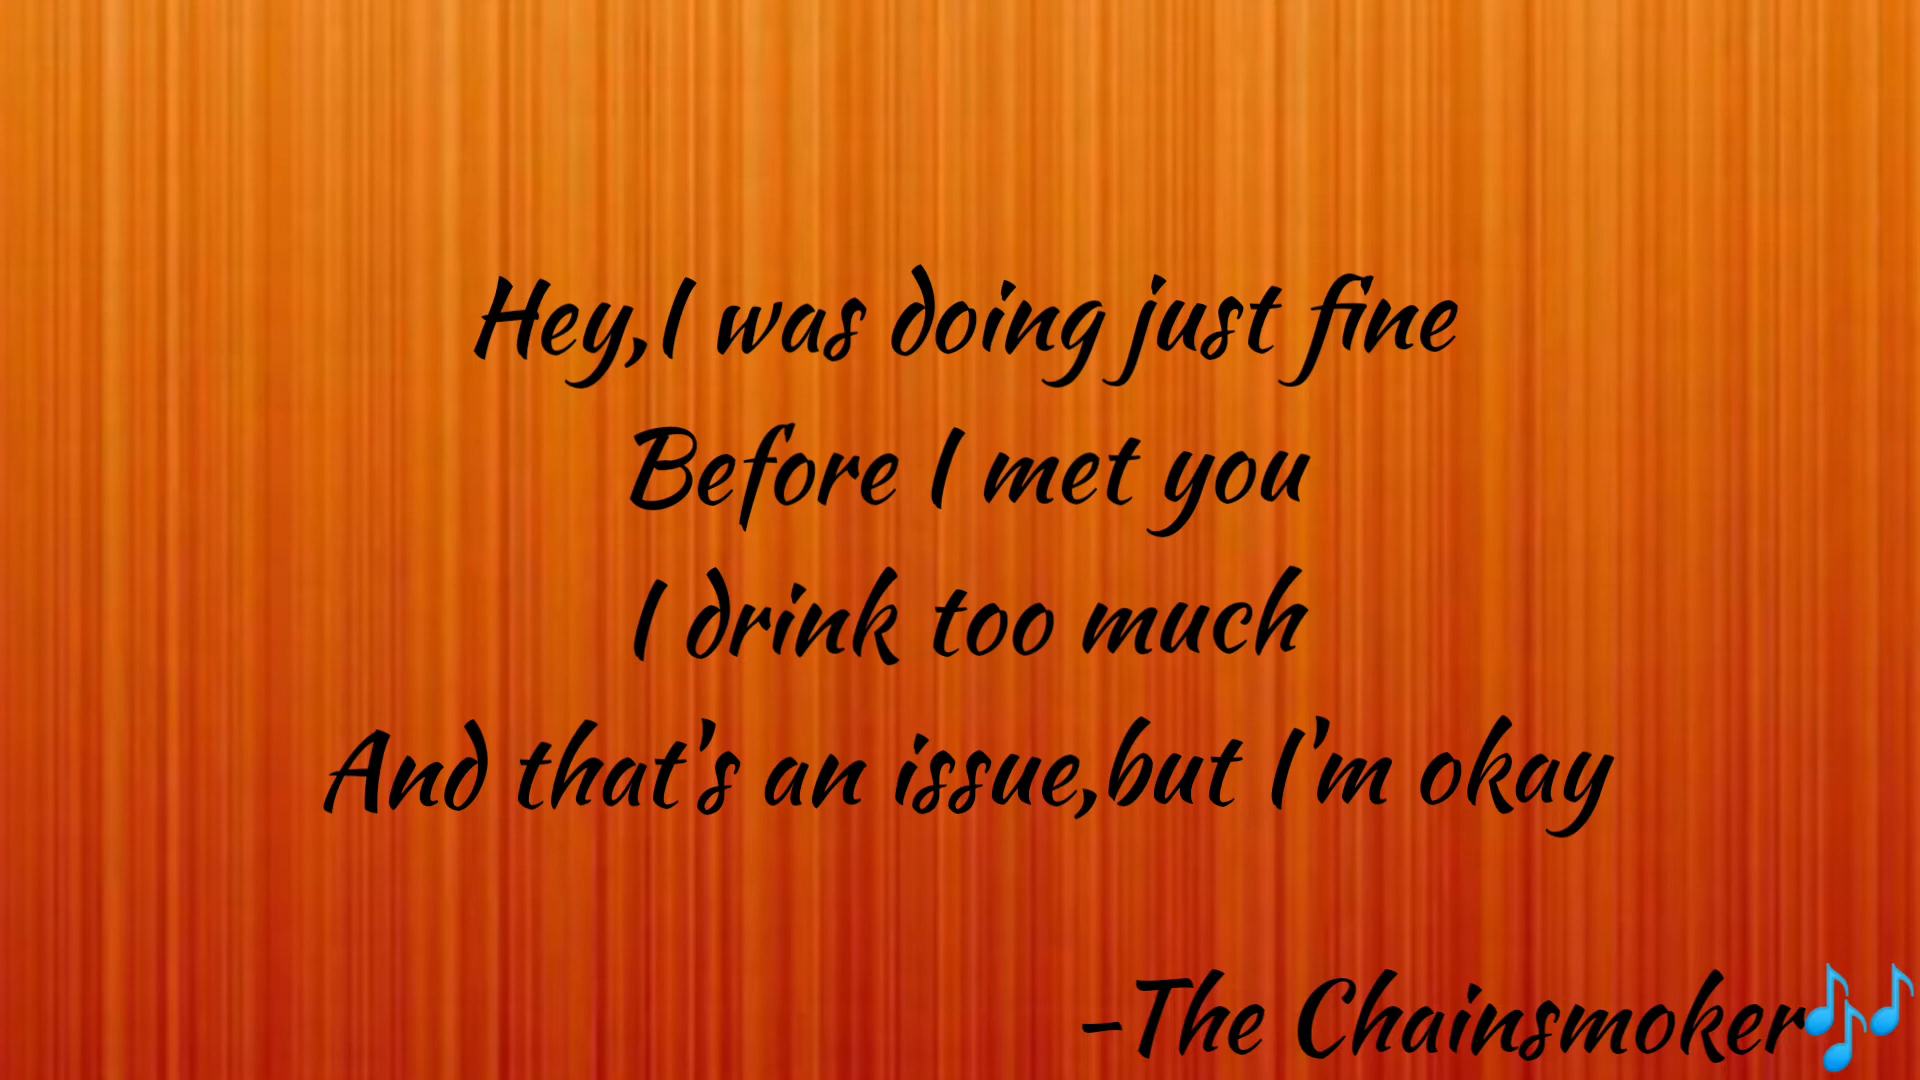 Hey,I was doing just fine
Before I met you
I drink too much
And that's an issue,but I'm okay
-The Chainsmoker🎶